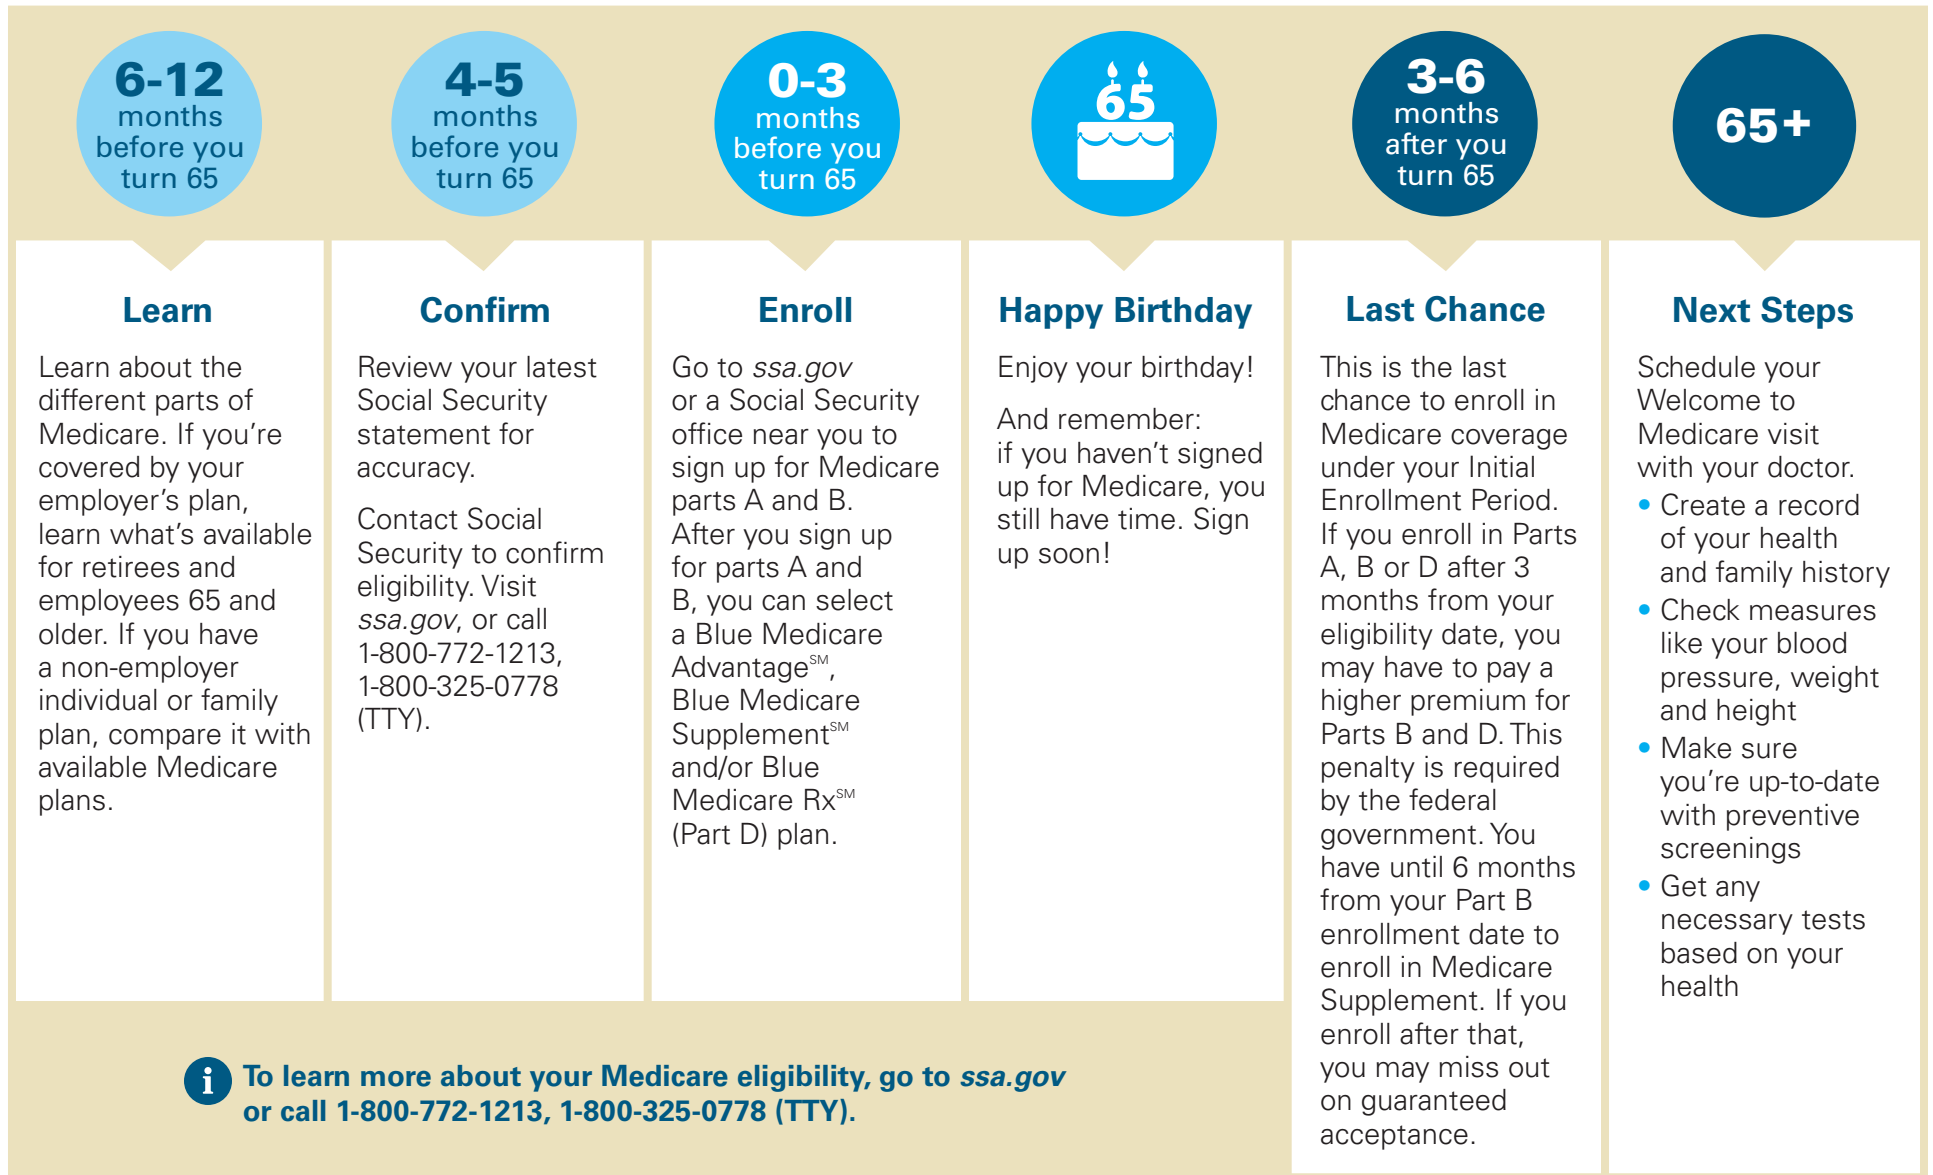 6-12
months
before you
turn 65
Learn
Learn about the
different parts of
Medicare. If you’re
covered by your
employer’s plan,
learn what’s available
for retirees and
employees 65 and
older. If you have
a non-employer
individual or family
plan, compare it with
available Medicare
plans.
4-5
months
before you
turn 65
Confirm
Review your latest
Social Security
statement for
accuracy.
Contact Social
Security to confirm
eligibility. Visit
ssa.gov, or call
1-800-772-1213,
1-800-325-0778
(TTY).
0-3
months
before you
turn 65
Enroll
Go to ssa.gov
or a Social Security
office near you to
sign up for Medicare
parts A and B.
After you sign up
for parts A and
B, you can select
a Blue Medicare
Advantage℠,
Blue Medicare
Supplement℠
and/or Blue
Medicare Rx℠
(Part D) plan.
65
Happy Birthday
Enjoy your birthday!
And remember:
if you haven’t signed
up for Medicare, you
still have time. Sign
up soon!
3-6
months
after you
turn 65
Last Chance
This is the last
chance to enroll in
Medicare coverage
under your Initial
Enrollment Period.
If you enroll in Parts
A, B or D after 3
months from your
eligibility date, you
may have to pay a
higher premium for
Parts B and D. This
penalty is required
by the federal
government. You
have until 6 months
from your Part B
enrollment date to
enroll in Medicare
Supplement. If you
enroll after that,
you may miss out
on guaranteed
acceptance.
65+
Next Steps
Schedule your
Welcome to
Medicare visit
with your doctor.
• Create a record
of your health
and family history
• Check measures
like your blood
pressure, weight
and height
• Make sure
you’re up-to-date
with preventive
screenings
• Get any
necessary tests
based on your
health
i
To learn more about your Medicare eligibility, go to ssa.gov
or call 1-800-772-1213, 1-800-325-0778 (TTY).